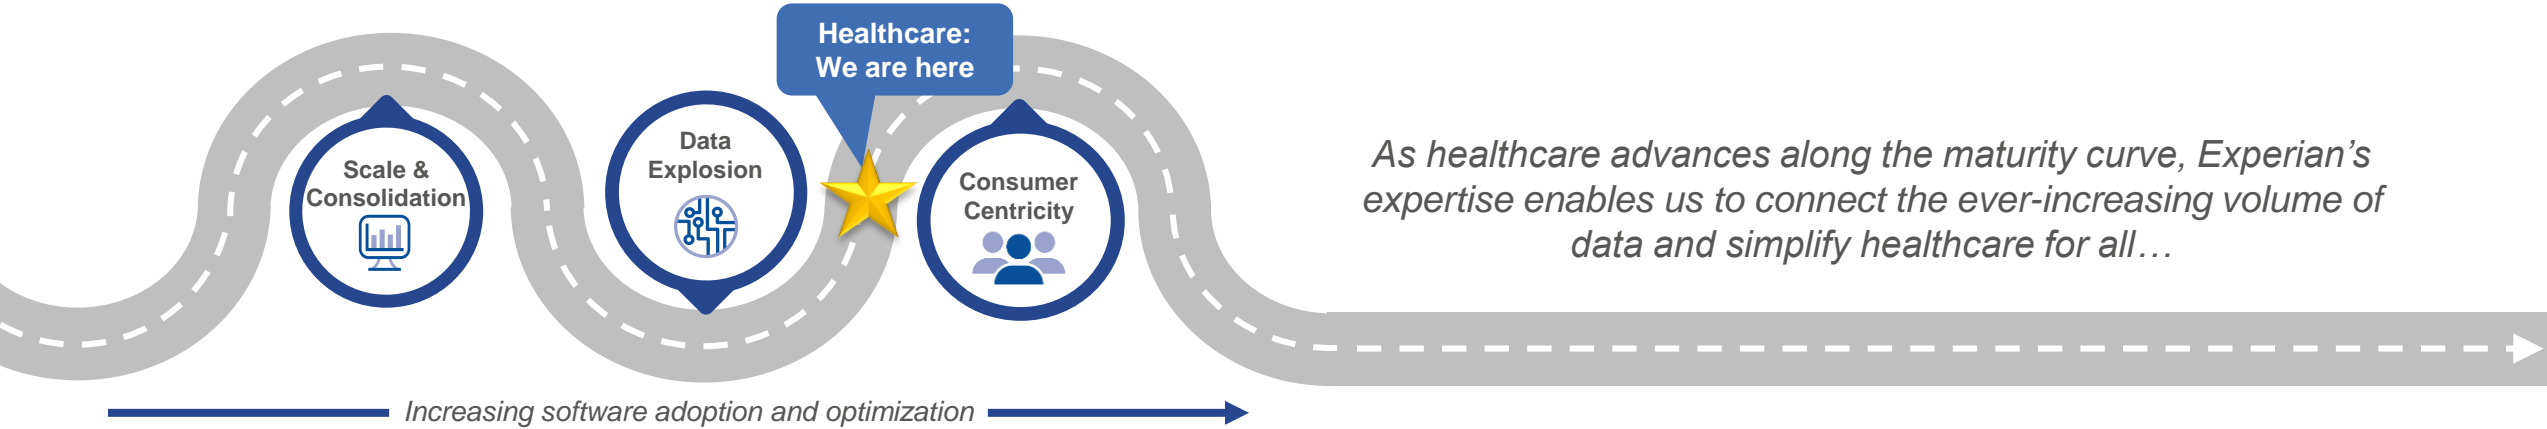 Healthcare:
We are here
Scale &
Consolidation
Data
Explosion
Consumer
Centricity
As healthcare advances along the maturity curve, Experian’s
expertise enables us to connect the ever-increasing volume of
data and simplify healthcare for all…
Increasing software adoption and optimization